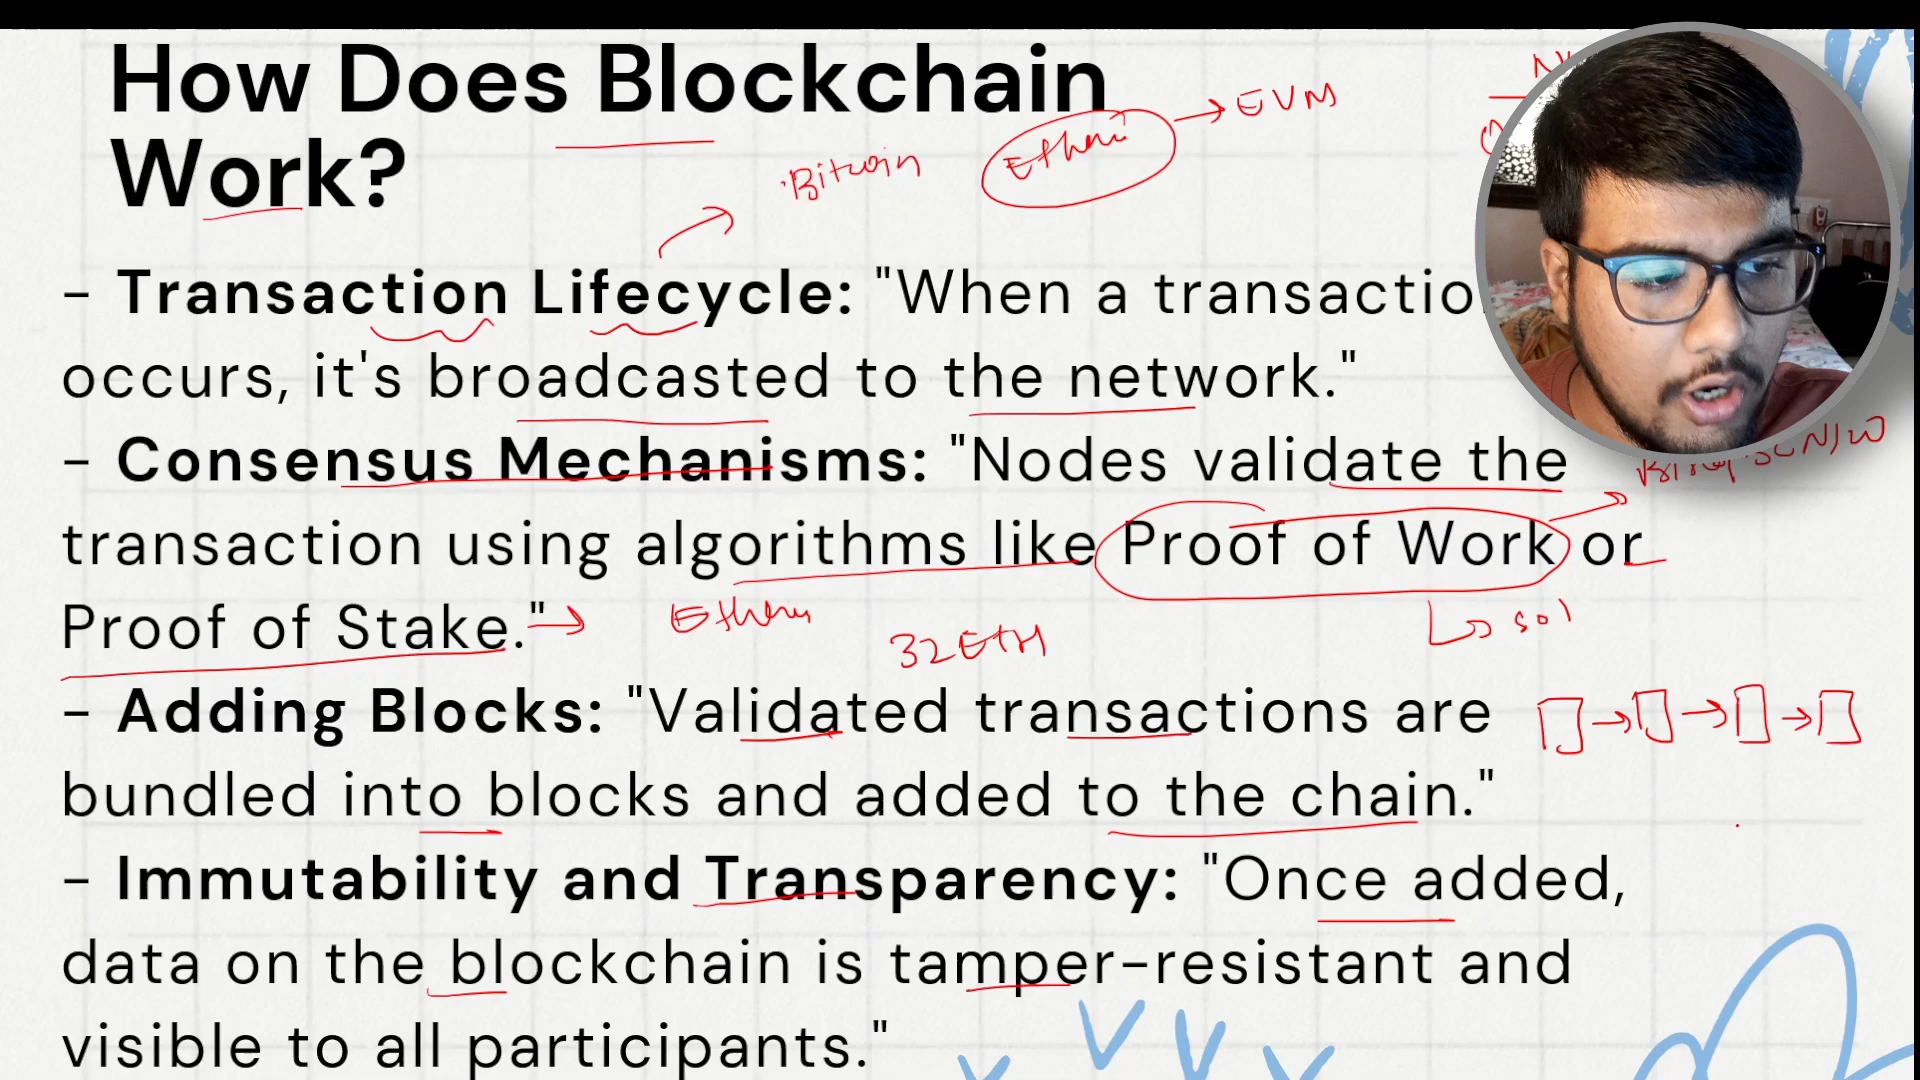 How Does Blockchain
Work?
Bitcoin
EVM
- Transaction Lifecycle: "When a transactio
occurs, it's broadcasted to the network."
- Consensus Mechanisms: "Nodes validate the
transaction using algorithms like Proof of Work or
Proof of Stake."
32 ETH
sol
- Adding Blocks: "Validated transactions are
bundled into blocks and added to the chain."
- Immutability and Transparency: "Once added,
data on the blockchain is tamper-resistant and
visible to all participants."